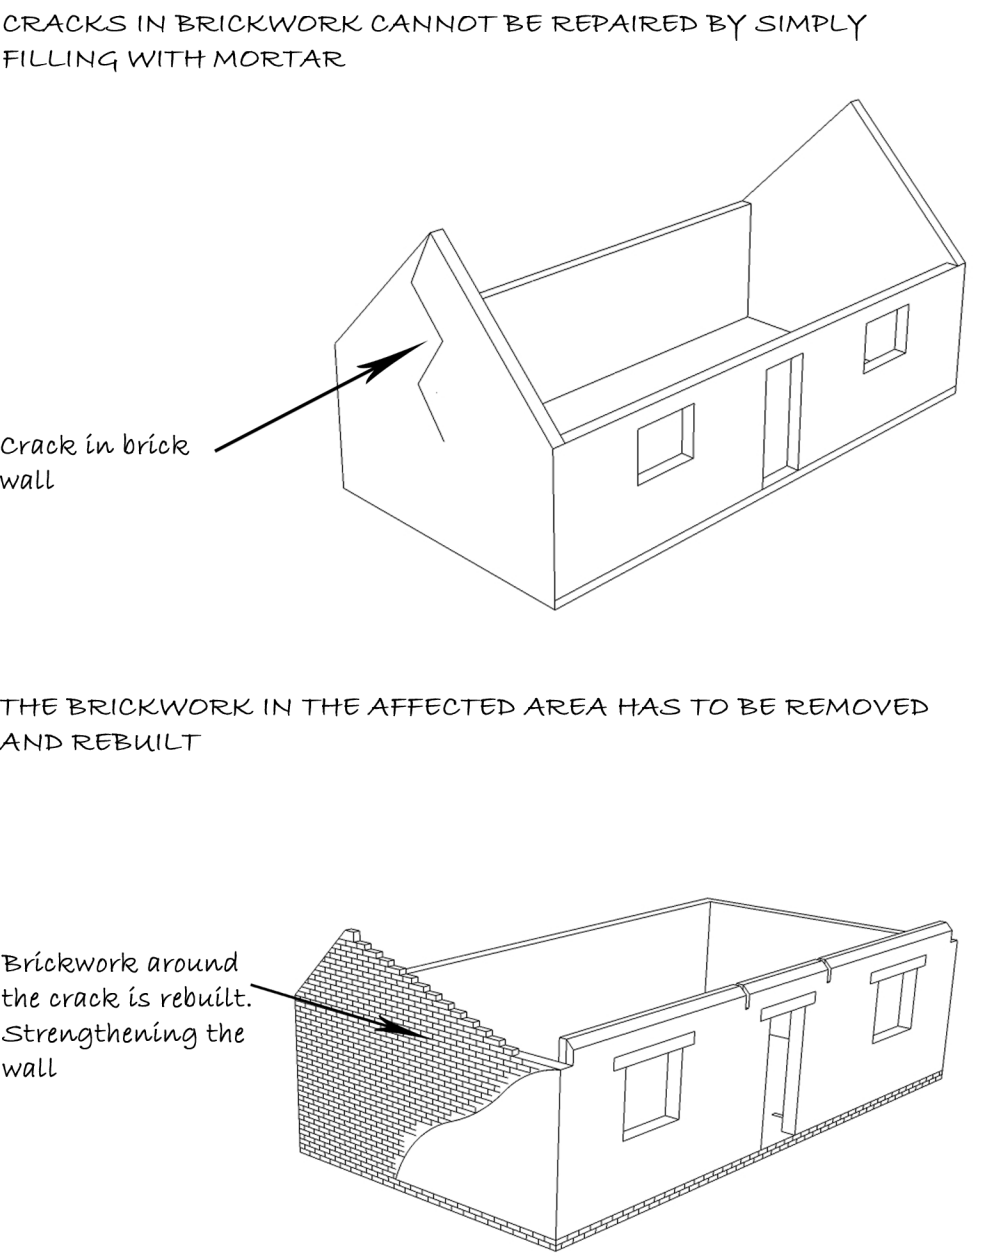 CRACKS IN BRICKWORK CANNOT BE REPAIRED BY SIMPLY
FILLING WITH MORTAR
Crack in brick
wall
THE BRICKWORK IN THE AFFECTED AREA HAS TO BE REMOVED
AND REBUILT
Brickwork around
the crack is rebuilt.
Strengthening the
wall